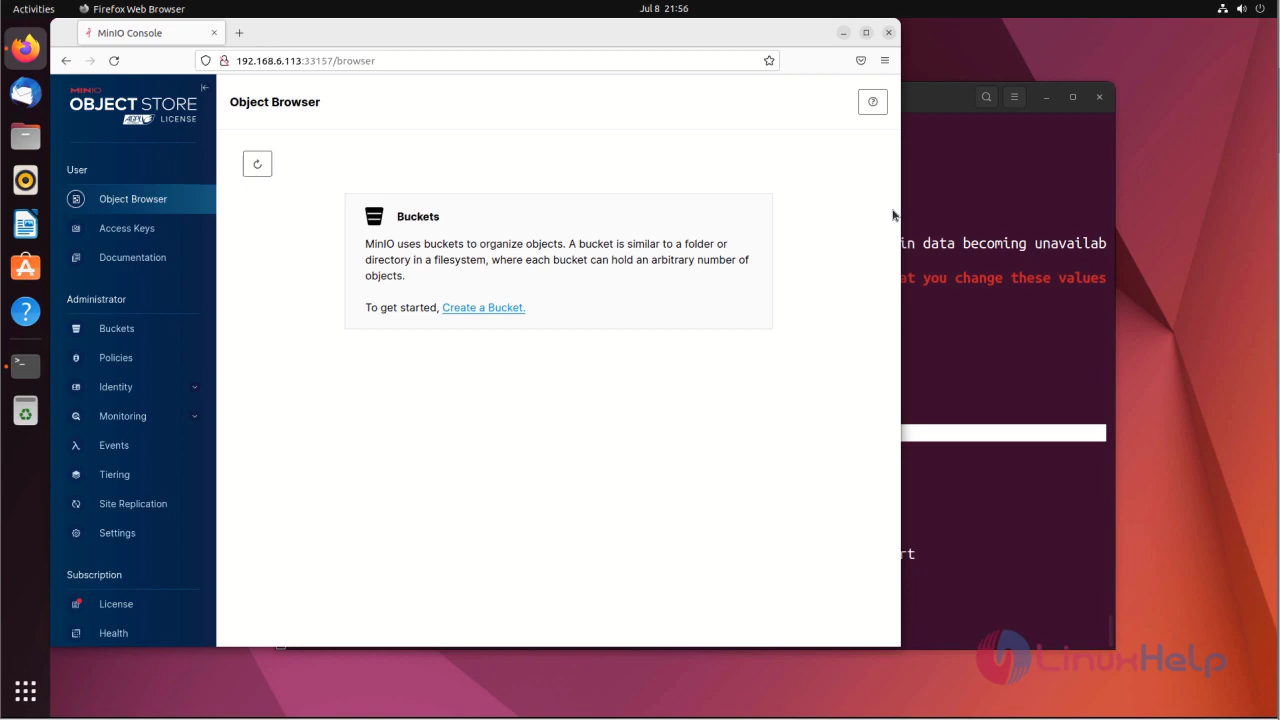 Activities
Firefox Web Browser
Jul 8 21:56
MinIO Console
192.168.6.113:33157/browser
MINIO
OBJECT STORE
LICENSE
Object Browser
User
Object Browser
Access Keys
Documentation
Administrator
Buckets
Policies
Identity
Monitoring
Events
Tiering
Site Replication
Settings
Subscription
License
Health
Buckets
MinIO uses buckets to organize objects. A bucket is similar to a folder or
directory in a filesystem, where each bucket can hold an arbitrary number of
objects.
To get started, Create a Bucket.
in data becoming unavailab
at you change these values
rt
LinuxHelp